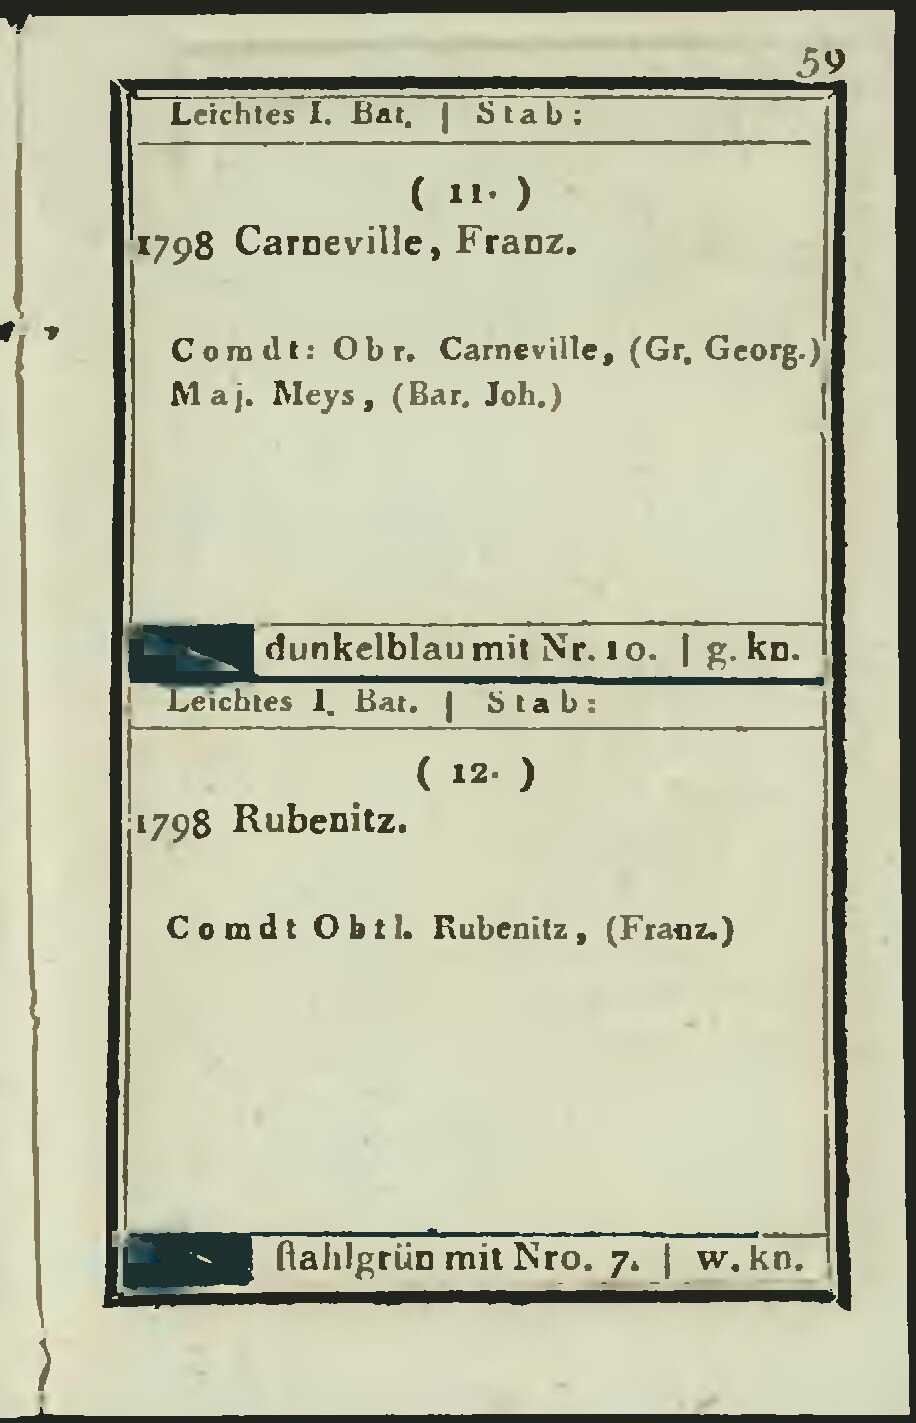 59
Leichtes I. Bat. | Stab:
( 11. )
1798 Carneville, Franz.
Comdt: Obr. Carneville, (Gr. Georg.)
Maj. Meys, (Bar. Joh.)
dunkelblau mit Nr. 10. | g. kn.
Leichtes I. Bat. | Stab:
( 12. )
1798 Rubenitz.
Comdt Obtl. Rubenitz, (Franz.)
ſtahlgrün mit Nro. 7. | w. kn.